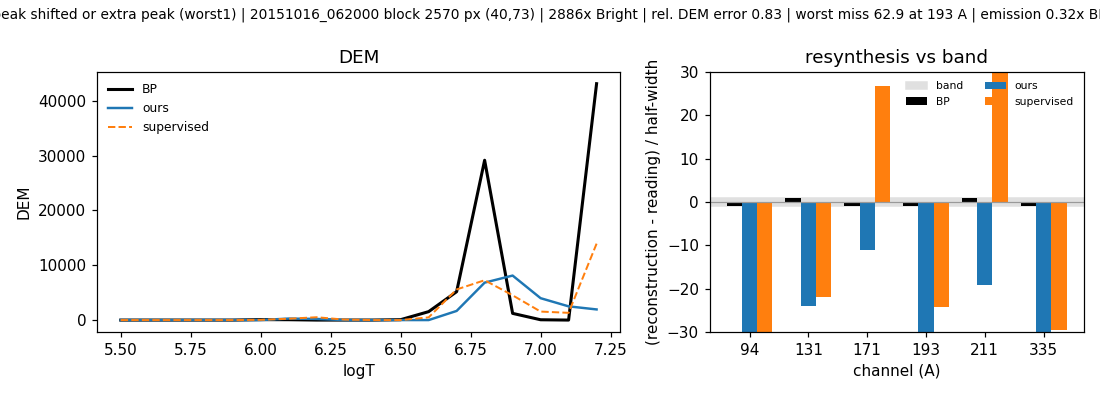 eak shifted or extra peak (worst1) | 20151016_062000 block 2570 px (40,73) | 2886x Bright | rel. DEM error 0.83 | worst miss 62.9 at 193 A | emission 0.32x B
DEM
resynthesis vs band
BP
ours
supervised
band
BP
ours
supervised
DEM
40000
30000
20000
10000
0
5.50 5.75 6.00 6.25 6.50 6.75 7.00 7.25
logT
(reconstruction - reading) / half-width
30
20
10
0
−10
−20
−30
94 131 171 193 211 335
channel (A)